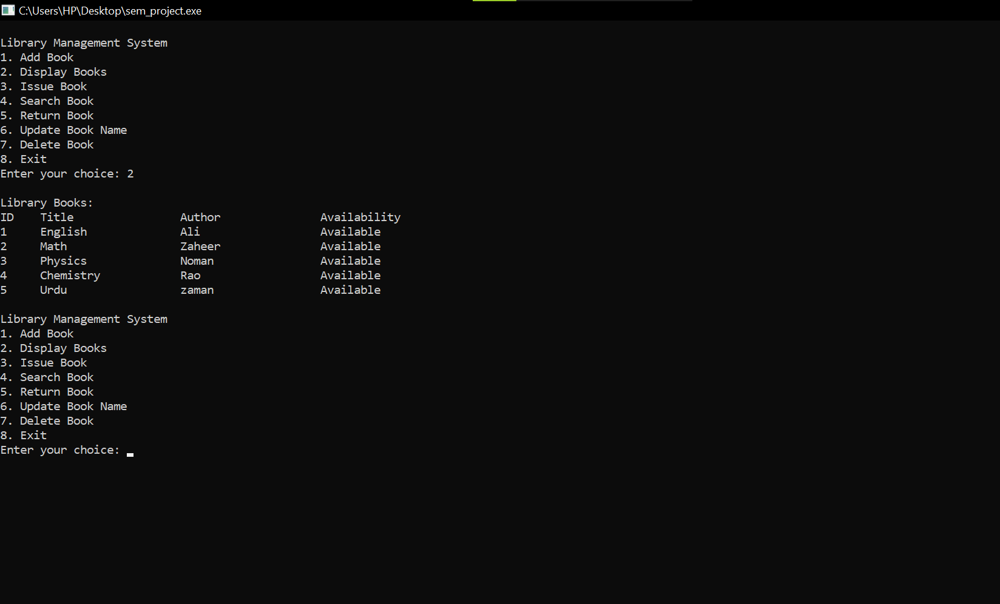 C:\Users\HP\Desktop\sem_project.exe
Library Management System
1. Add Book
2. Display Books
3. Issue Book
4. Search Book
5. Return Book
6. Update Book Name
7. Delete Book
8. Exit
Enter your choice: 2
Library Books:
ID Title Author Availability
1 English Ali Available
2 Math Zaheer Available
3 Physics Noman Available
4 Chemistry Rao Available
5 Urdu zaman Available
Library Management System
1. Add Book
2. Display Books
3. Issue Book
4. Search Book
5. Return Book
6. Update Book Name
7. Delete Book
8. Exit
Enter your choice: